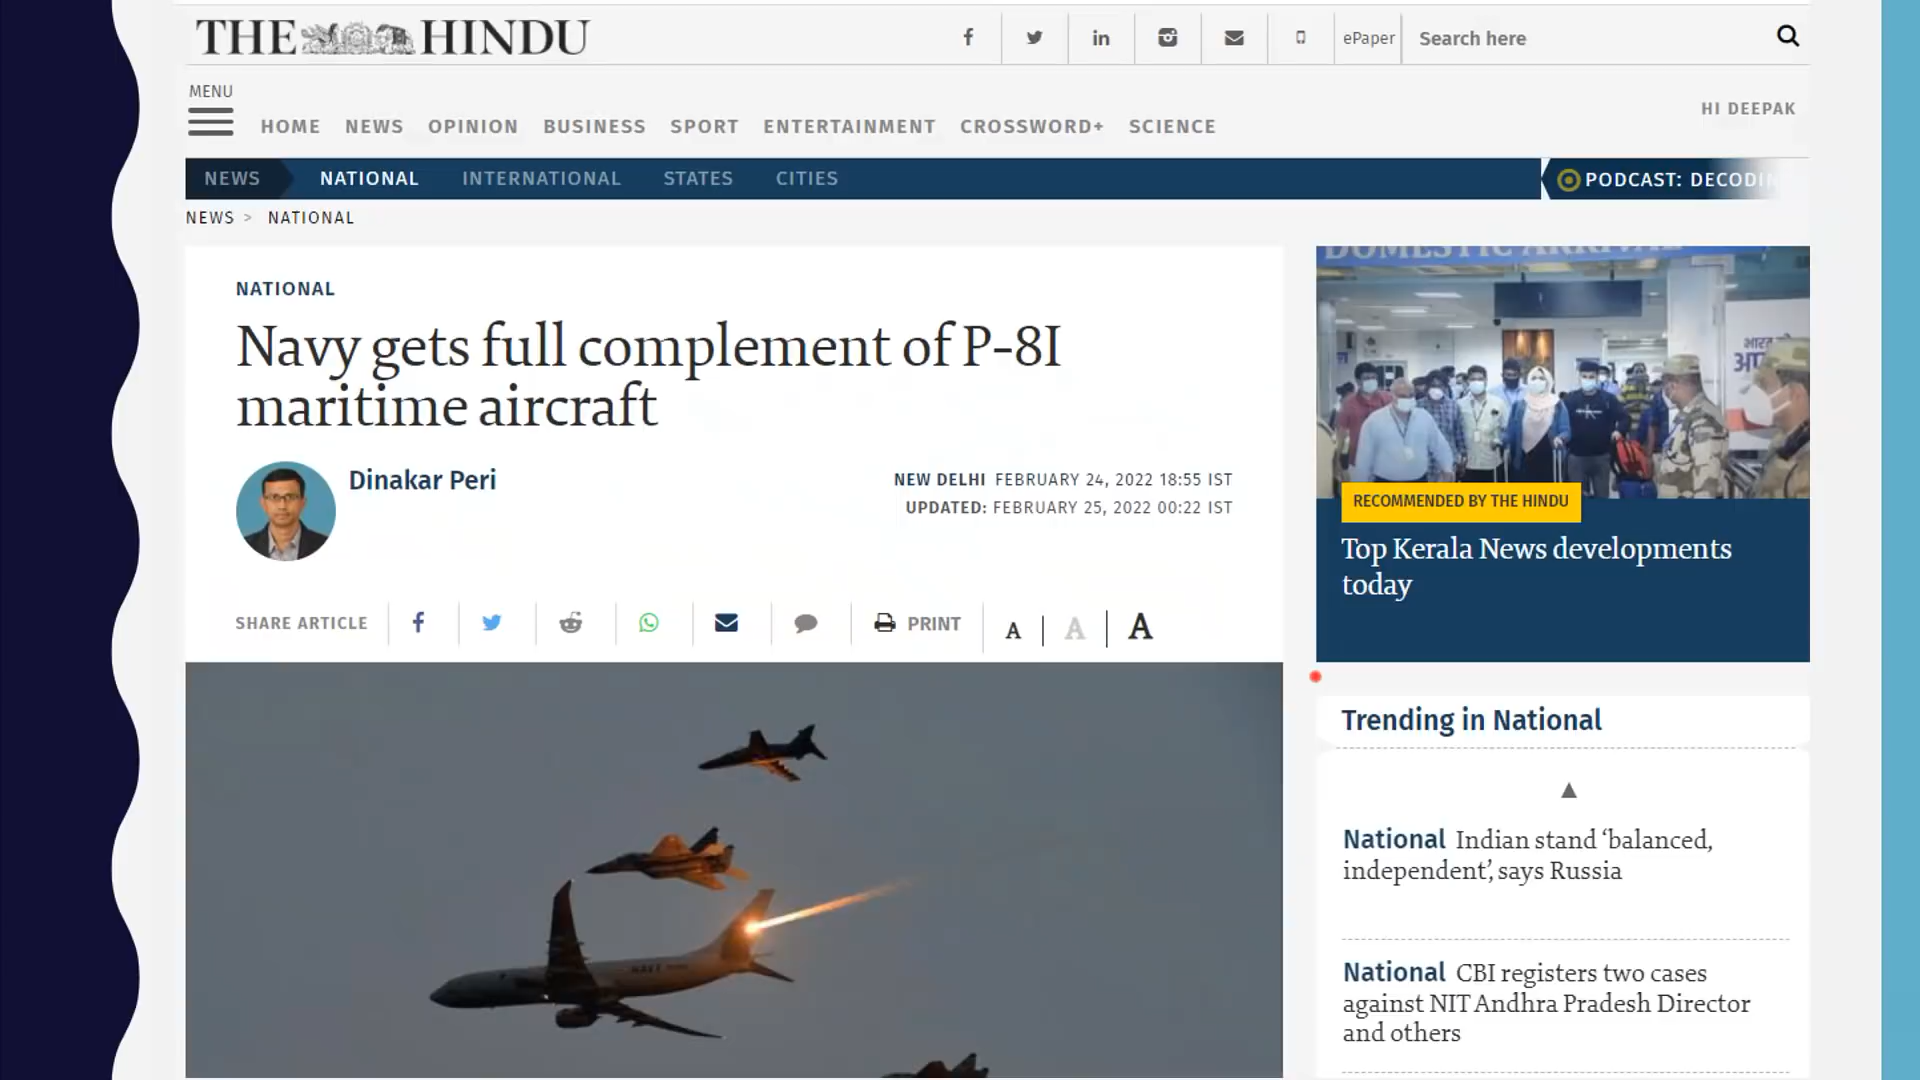 THE HINDU
ePaper
Search here
MENU
HOME NEWS OPINION BUSINESS SPORT ENTERTAINMENT CROSSWORD+ SCIENCE
HI DEEPAK
NEWS NATIONAL INTERNATIONAL STATES CITIES
PODCAST: DECODIN
NEWS > NATIONAL
NATIONAL
Navy gets full complement of P-8I
maritime aircraft
Dinakar Peri
NEW DELHI FEBRUARY 24, 2022 18:55 IST
UPDATED: FEBRUARY 25, 2022 00:22 IST
SHARE ARTICLE
PRINT
A A A
DOMESTIC ARRIVAL
RECOMMENDED BY THE HINDU
Top Kerala News developments
today
Trending in National
National Indian stand ‘balanced,
independent’, says Russia
National CBI registers two cases
against NIT Andhra Pradesh Director
and others